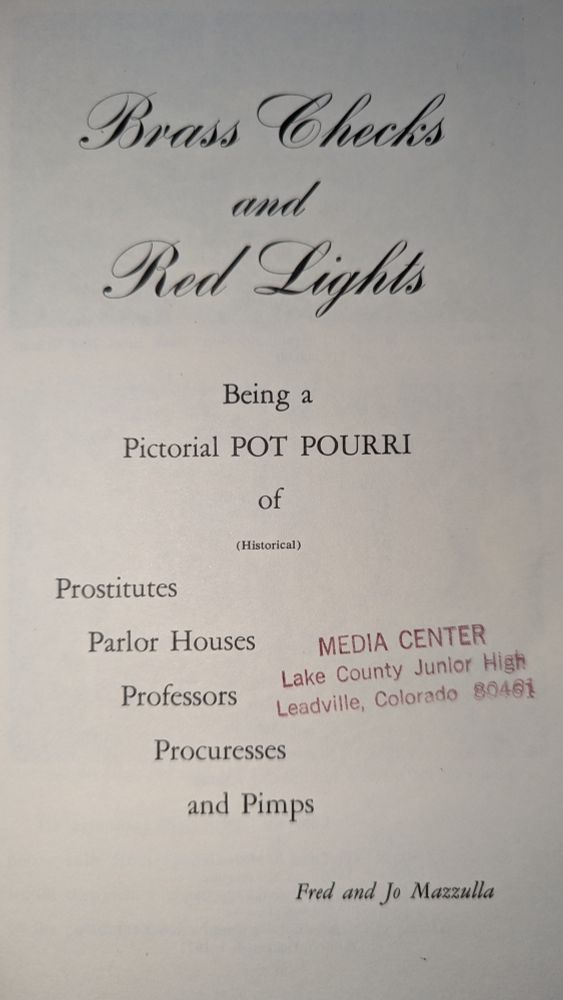 Brass Checks
and
Red Lights
Being a
Pictorial POT POURRI
of
(Historical)
Prostitutes
Parlor Houses
Professors
Procuresses
and Pimps
MEDIA CENTER
Lake County Junior High
Leadville, Colorado 80461
Fred and Jo Mazzulla